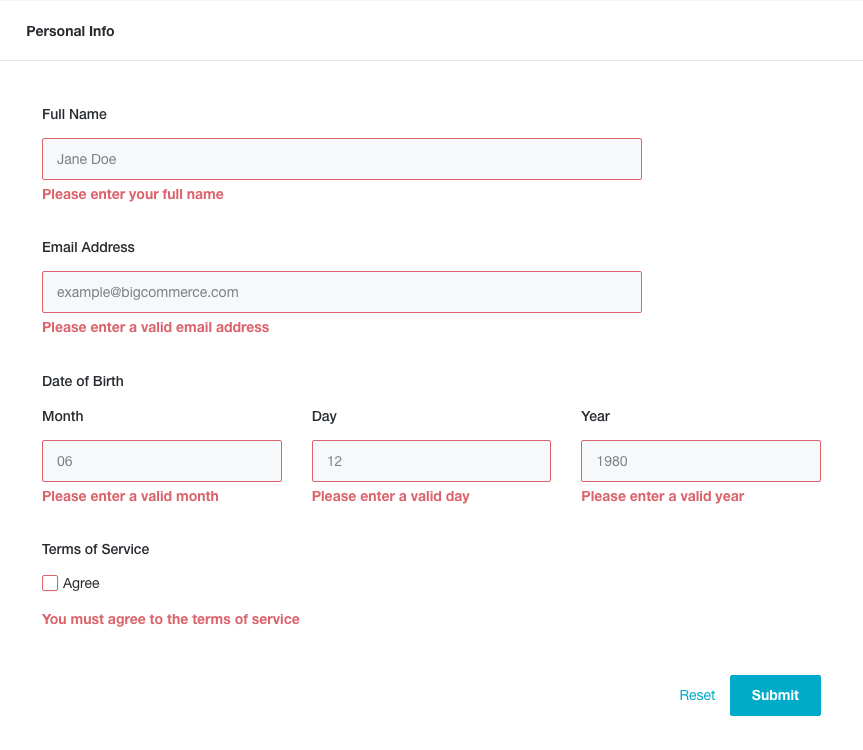 Personal Info
Full Name
Jane Doe
Please enter your full name
Email Address
example@bigcommerce.com
Please enter a valid email address
Date of Birth
Month Day Year
06 12 1980
Please enter a valid month Please enter a valid day Please enter a valid year
Terms of Service
Agree
You must agree to the terms of service
Reset Submit